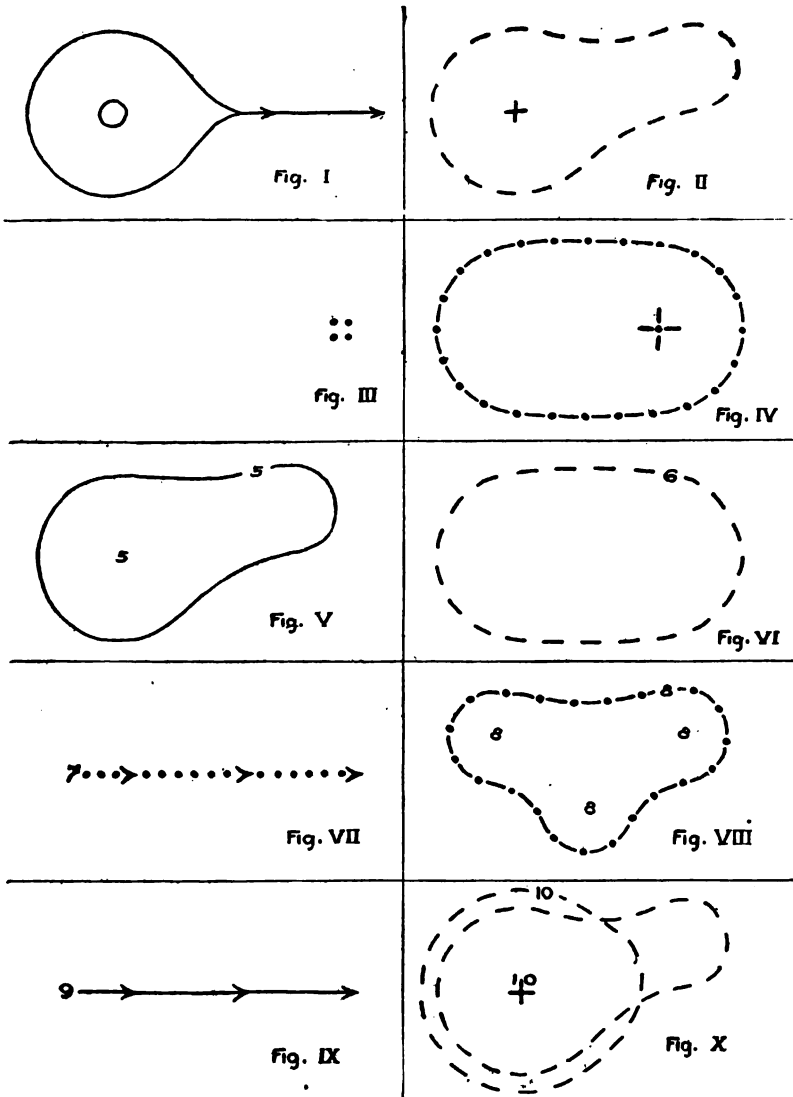 Fig. I
Fig. II
Fig. III
Fig. IV
5
5
Fig. V
6
Fig. VI
7
Fig. VII
8
8
8
8
Fig. VIII
9
Fig. IX
10
10
Fig. X